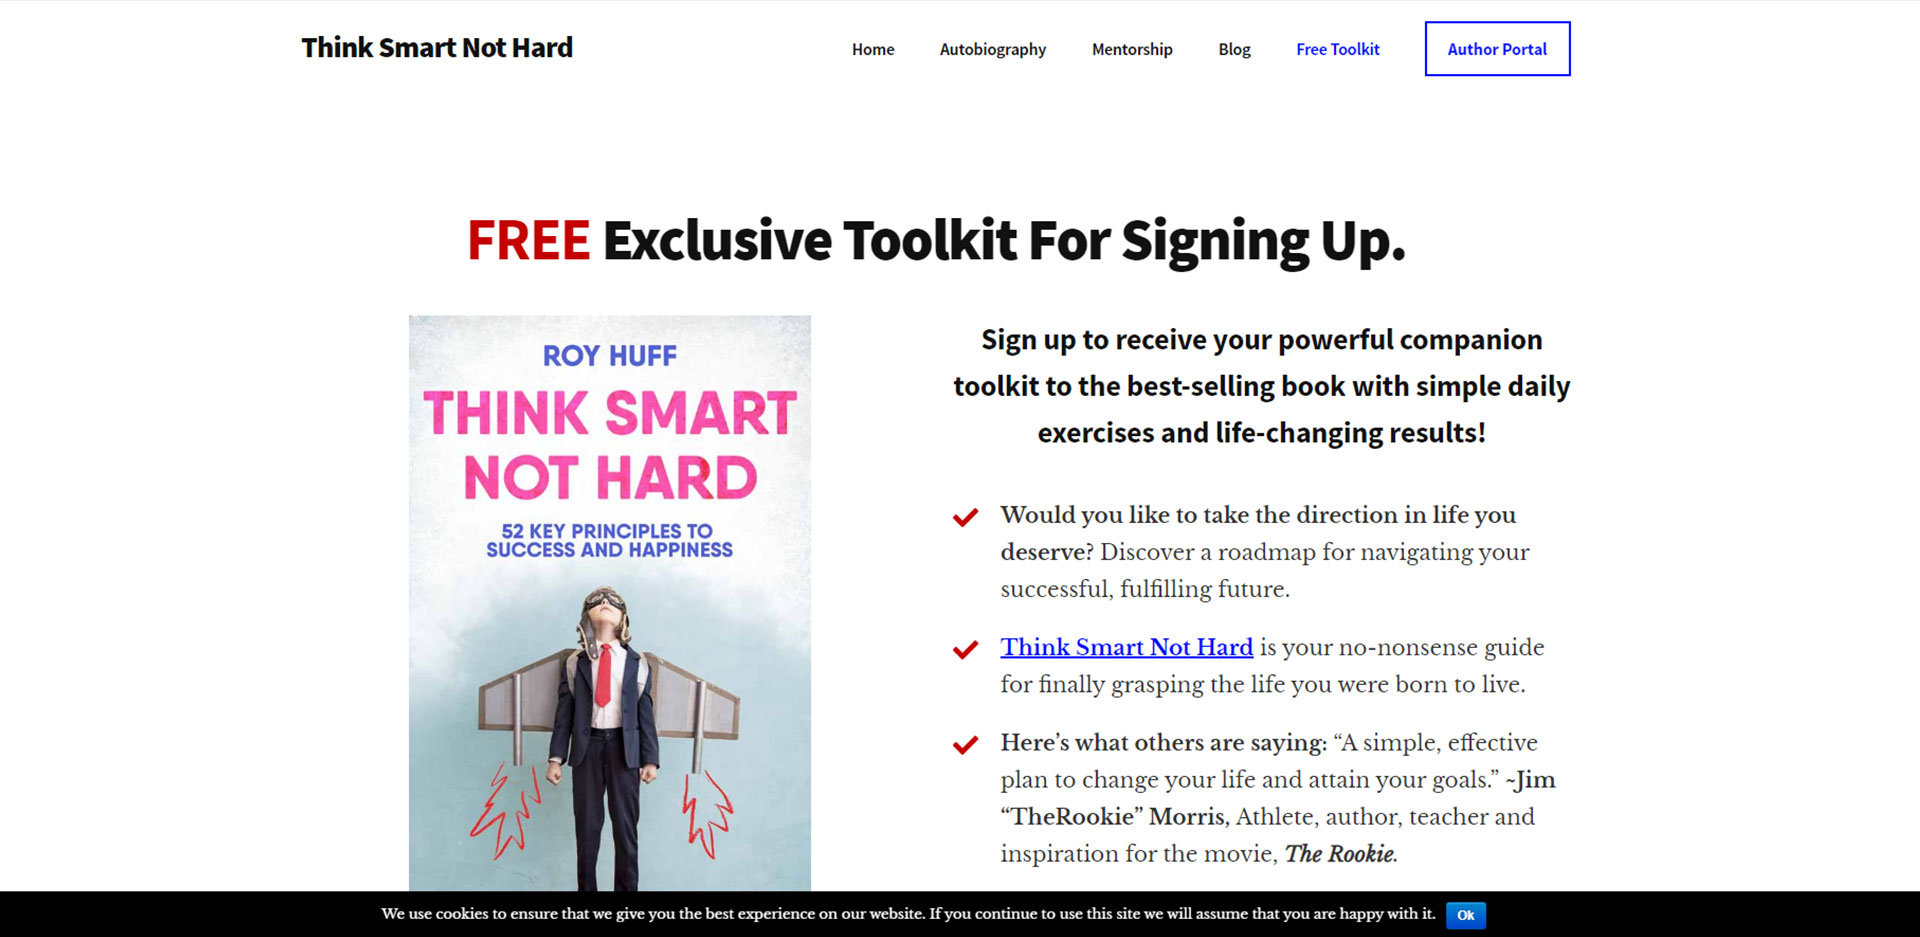 Think Smart Not Hard
Home
Autobiography
Mentorship
Blog
Free Toolkit
Author Portal
FREE Exclusive Toolkit For Signing Up.
ROY HUFF
THINK SMART
NOT HARD
52 KEY PRINCIPLES TO
SUCCESS AND HAPPINESS
Sign up to receive your powerful companion
toolkit to the best-selling book with simple daily
exercises and life-changing results!
Would you like to take the direction in life you
deserve? Discover a roadmap for navigating your
successful, fulfilling future.
Think Smart Not Hard is your no-nonsense guide
for finally grasping the life you were born to live.
Here’s what others are saying: “A simple, effective
plan to change your life and attain your goals.” ~Jim
“TheRookie” Morris, Athlete, author, teacher and
inspiration for the movie, The Rookie.
We use cookies to ensure that we give you the best experience on our website. If you continue to use this site we will assume that you are happy with it.
Ok